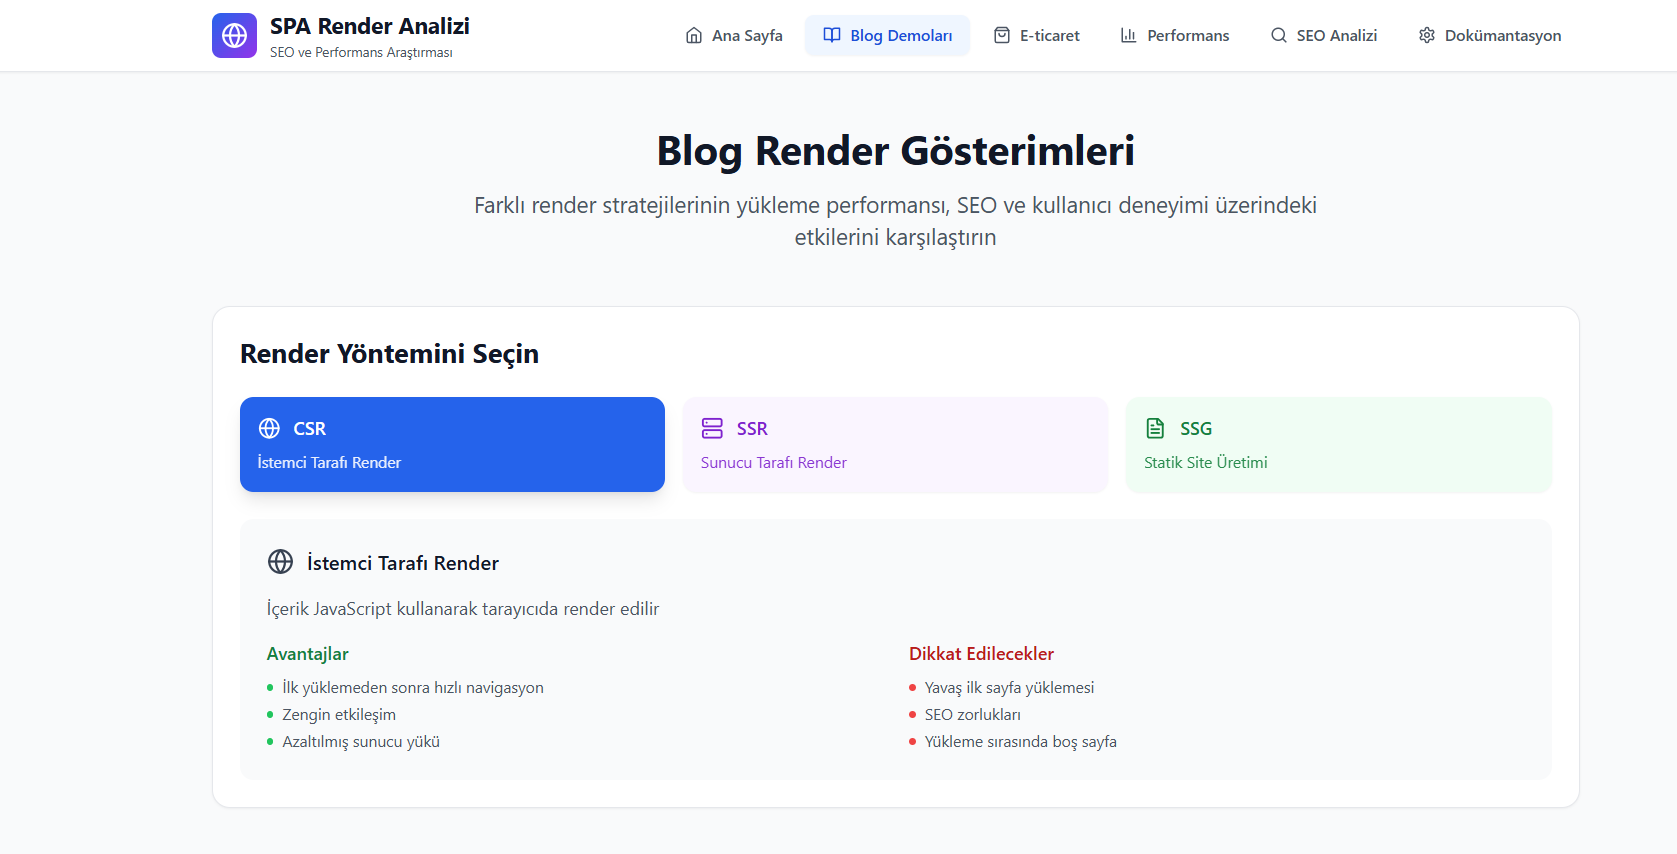 SPA Render Analizi
SEO ve Performans Araştırması
Ana Sayfa
Blog Demoları
E-ticaret
Performans
SEO Analizi
Dokümantasyon
Blog Render Gösterimleri
Farklı render stratejilerinin yükleme performansı, SEO ve kullanıcı deneyimi üzerindeki
etkilerini karşılaştırın
Render Yöntemini Seçin
CSR
İstemci Tarafı Render
SSR
Sunucu Tarafı Render
SSG
Statik Site Üretimi
İstemci Tarafı Render
İçerik JavaScript kullanarak tarayıcıda render edilir
Avantajlar
İlk yüklemeden sonra hızlı navigasyon
Zengin etkileşim
Azaltılmış sunucu yükü
Dikkat Edilecekler
Yavaş ilk sayfa yüklemesi
SEO zorlukları
Yükleme sırasında boş sayfa